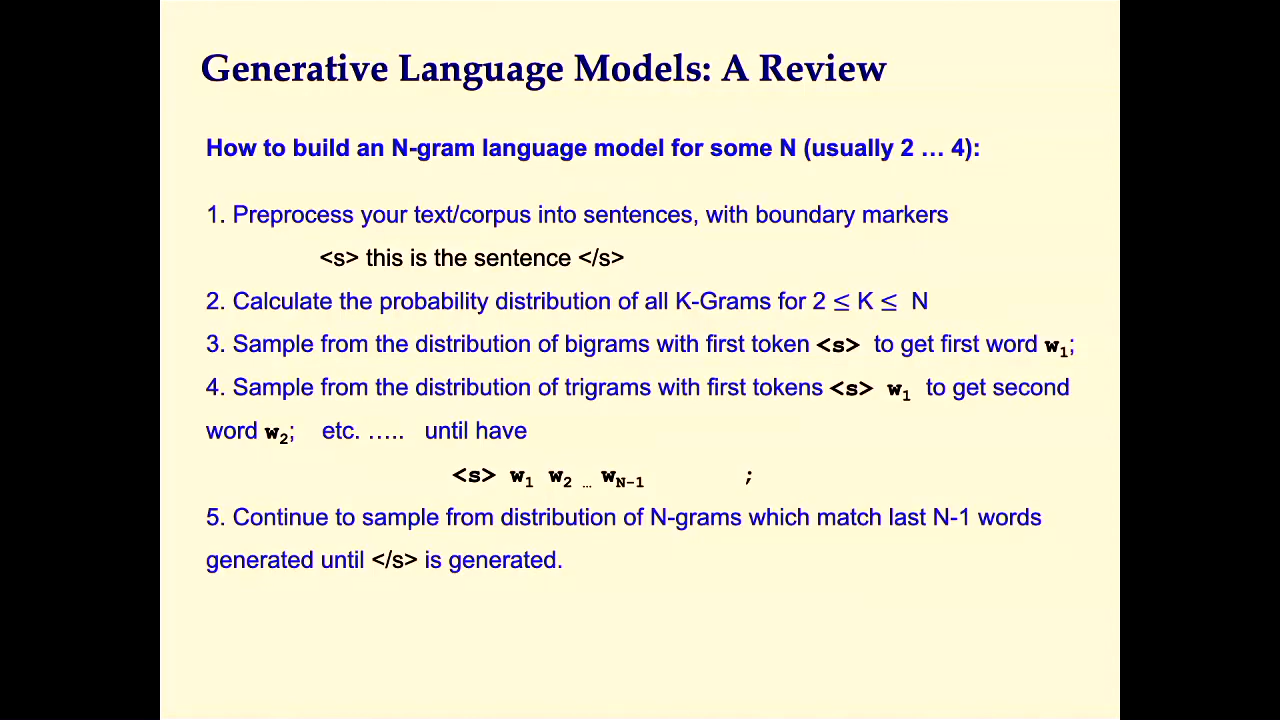 Generative Language Models: A Review
How to build an N-gram language model for some N (usually 2 … 4):
1. Preprocess your text/corpus into sentences, with boundary markers
<s> this is the sentence </s>
2. Calculate the probability distribution of all K-Grams for 2 ≤ K ≤ N
3. Sample from the distribution of bigrams with first token <s> to get first word w₁;
4. Sample from the distribution of trigrams with first tokens <s> w₁ to get second
word w₂; etc. ….. until have
<s> w₁ w₂ … wN-1 ;
5. Continue to sample from distribution of N-grams which match last N-1 words
generated until </s> is generated.